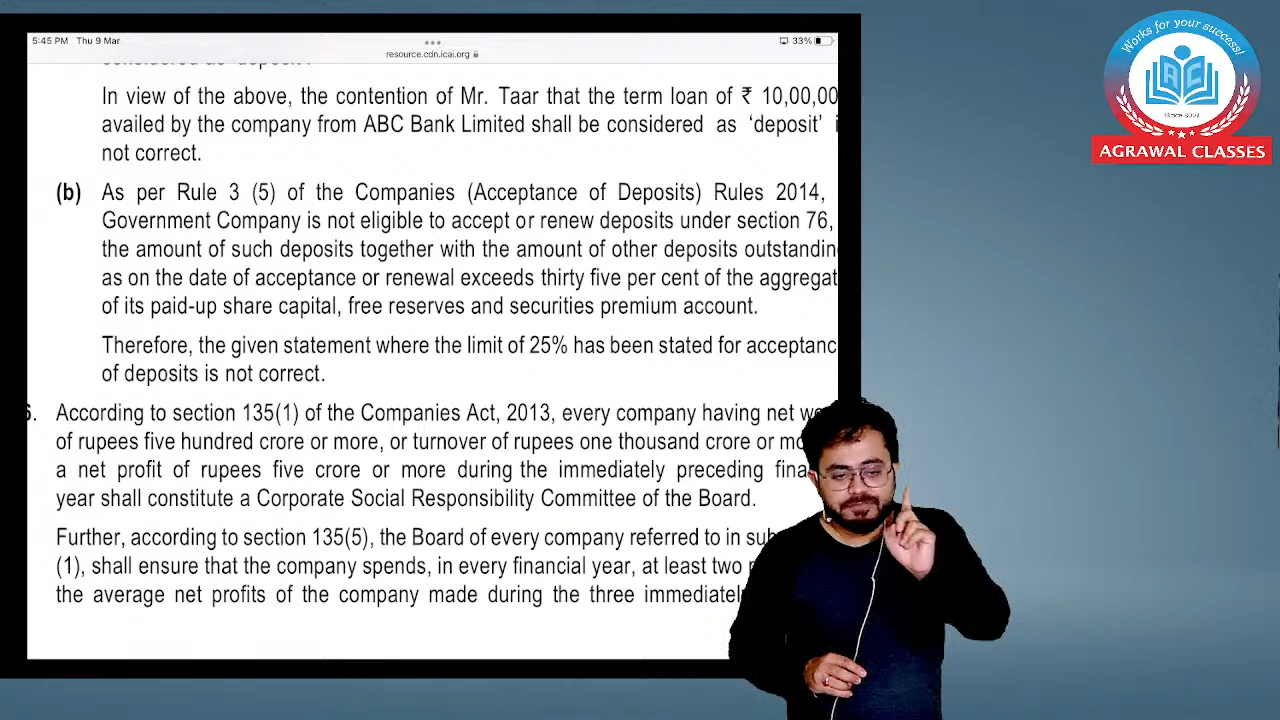 5:45 PM Thu 9 Mar
33%
resource.cdn.icai.org
Works for your success!
AC
Since 2001
AGRAWAL CLASSES
considered as 'deposit'.
In view of the above, the contention of Mr. Taar that the term loan of ₹ 10,00,00
availed by the company from ABC Bank Limited shall be considered as 'deposit' i
not correct.
(b) As per Rule 3 (5) of the Companies (Acceptance of Deposits) Rules 2014,
Government Company is not eligible to accept or renew deposits under section 76,
the amount of such deposits together with the amount of other deposits outstandin
as on the date of acceptance or renewal exceeds thirty five per cent of the aggregat
of its paid-up share capital, free reserves and securities premium account.
Therefore, the given statement where the limit of 25% has been stated for acceptanc
of deposits is not correct.
6. According to section 135(1) of the Companies Act, 2013, every company having net wo
of rupees five hundred crore or more, or turnover of rupees one thousand crore or mo
a net profit of rupees five crore or more during the immediately preceding fina
year shall constitute a Corporate Social Responsibility Committee of the Board.
Further, according to section 135(5), the Board of every company referred to in sub
(1), shall ensure that the company spends, in every financial year, at least two
the average net profits of the company made during the three immediatel